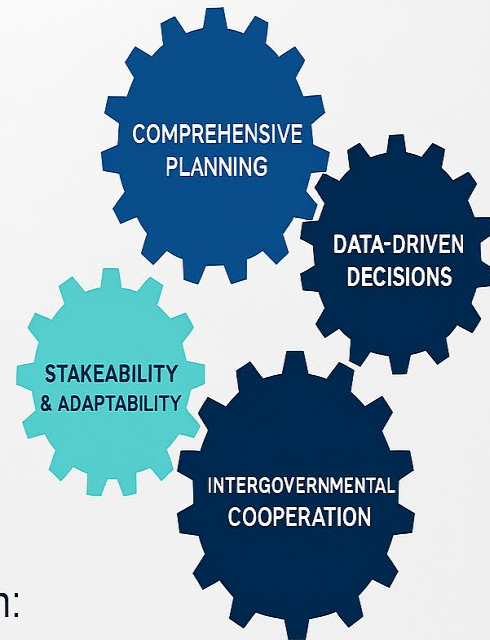 COMPREHENSIVE
PLANNING
DATA-DRIVEN
DECISIONS
STAKEABILITY
& ADAPTABILITY
INTERGOVERNMENTAL
COOPERATION